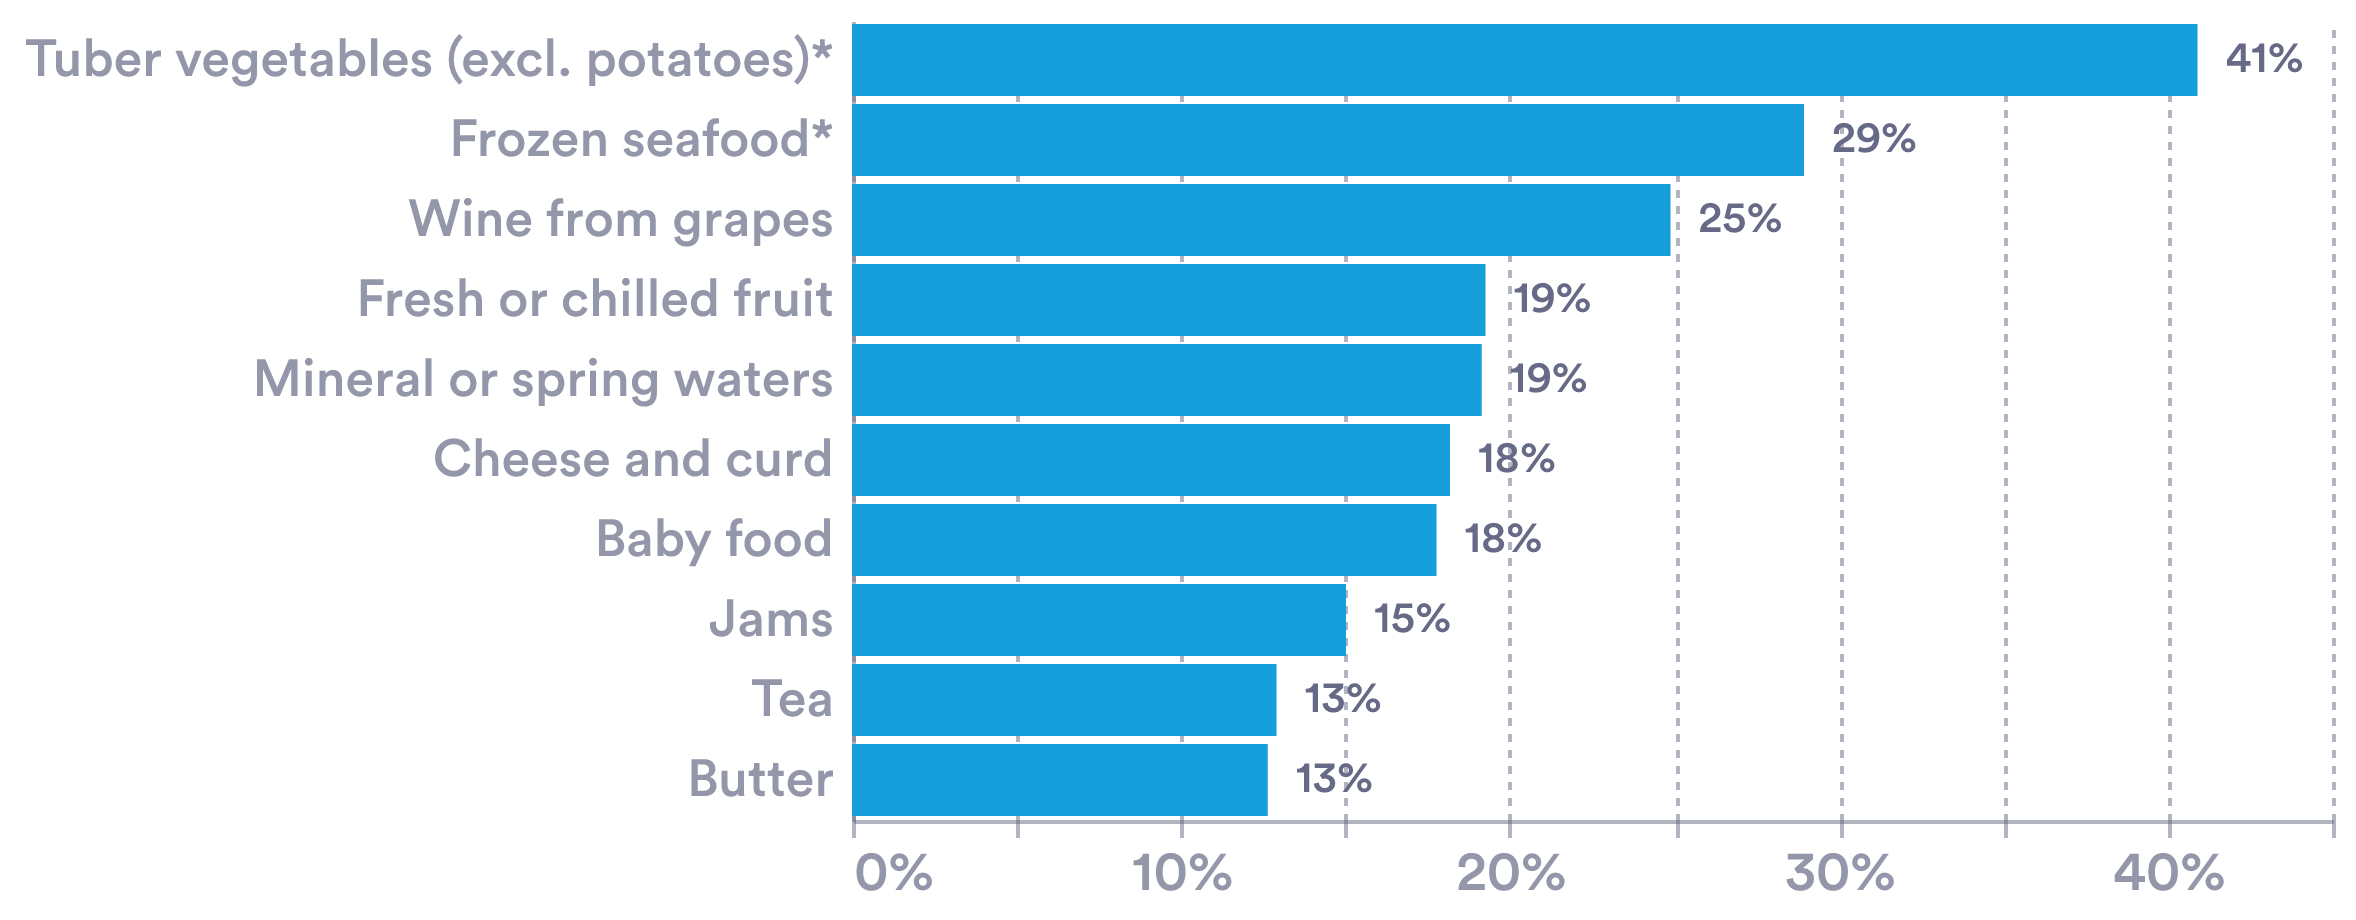 Tuber vegetables (excl. potatoes)* 41%
Frozen seafood* 29%
Wine from grapes 25%
Fresh or chilled fruit 19%
Mineral or spring waters 19%
Cheese and curd 18%
Baby food 18%
Jams 15%
Tea 13%
Butter 13%
0% 10% 20% 30% 40%